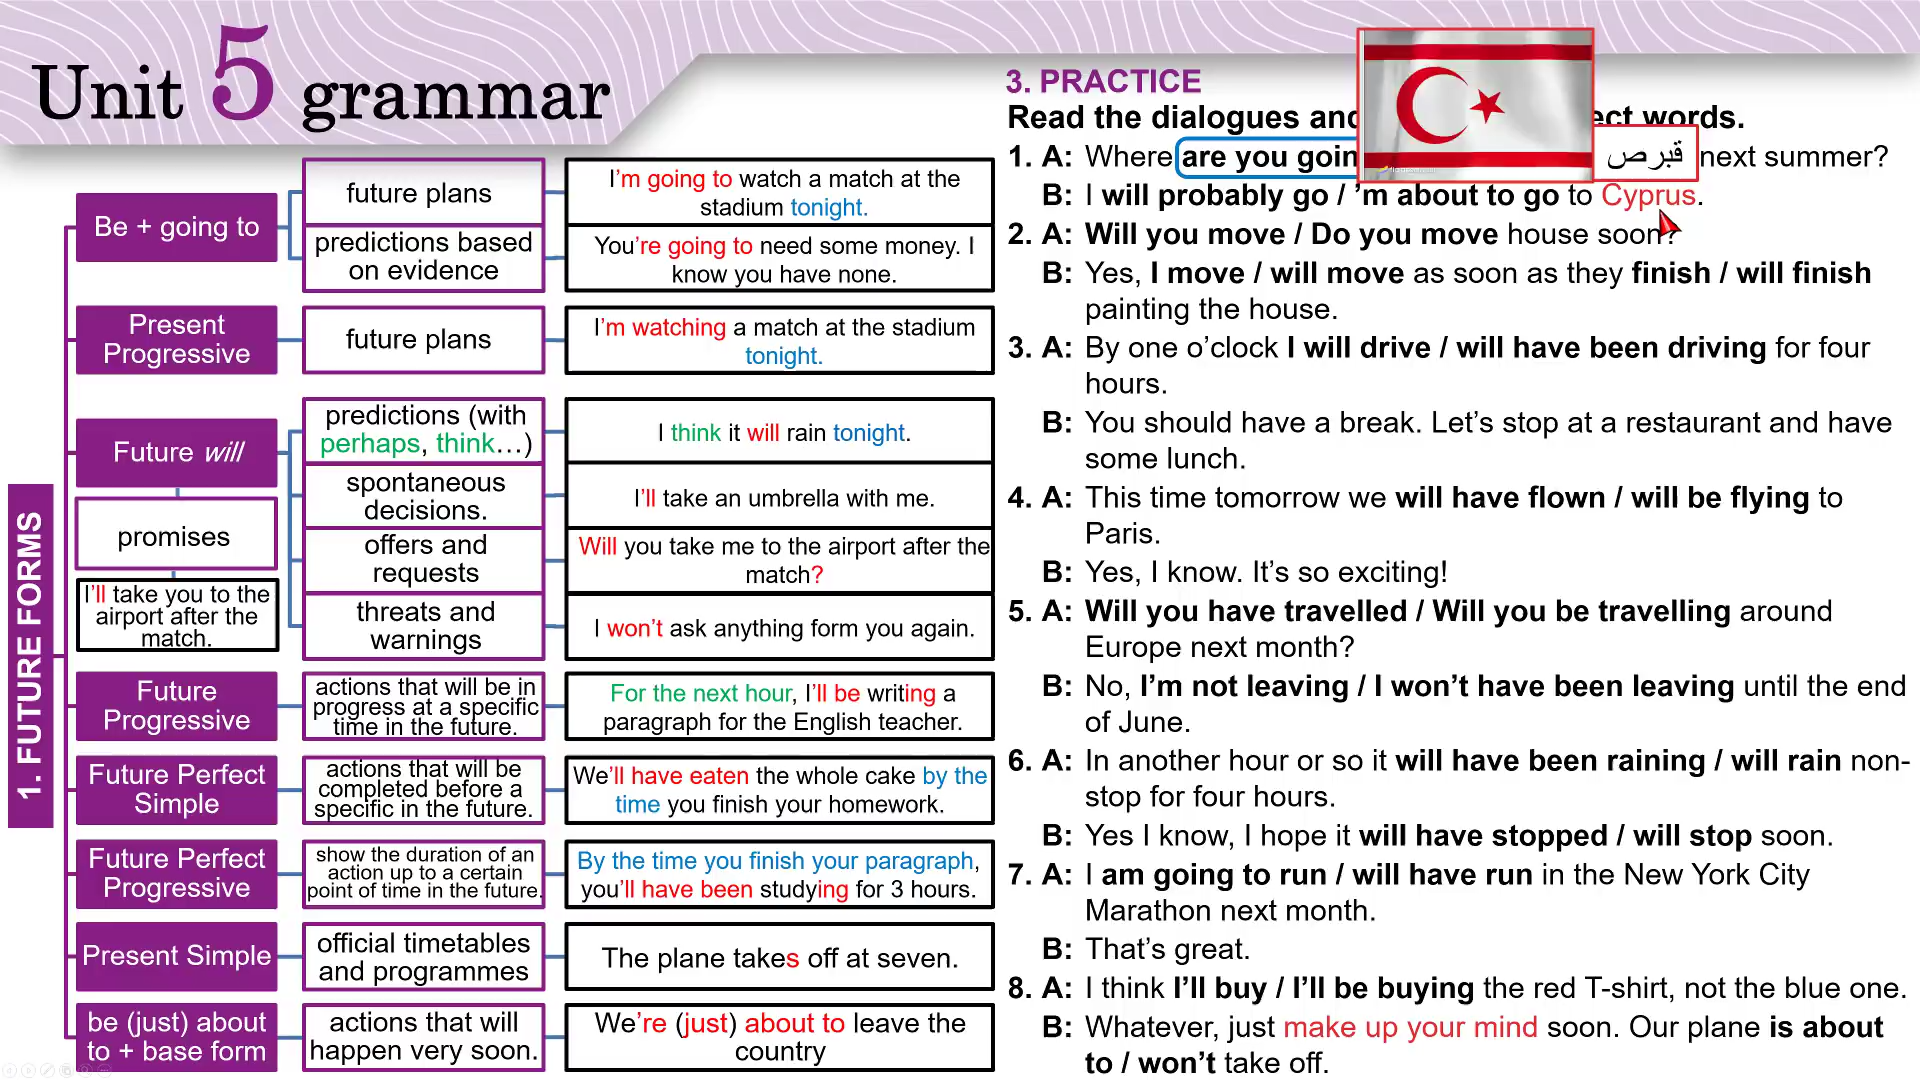 Unit 5 grammar
1. FUTURE FORMS
Be + going to
future plans
I'm going to watch a match at the
stadium tonight.
predictions based
on evidence
You're going to need some money. I
know you have none.
Present
Progressive
future plans
I'm watching a match at the stadium
tonight.
Future will
predictions (with
perhaps, think…)
I think it will rain tonight.
spontaneous
decisions.
I'll take an umbrella with me.
offers and
requests
Will you take me to the airport after the
match?
threats and
warnings
I won't ask anything form you again.
promises
I'll take you to the
airport after the
match.
Future
Progressive
actions that will be in
progress at a specific
time in the future.
For the next hour, I'll be writing a
paragraph for the English teacher.
Future Perfect
Simple
actions that will be
completed before a
specific in the future.
We'll have eaten the whole cake by the
time you finish your homework.
Future Perfect
Progressive
show the duration of an
action up to a certain
point of time in the future.
By the time you finish your paragraph,
you'll have been studying for 3 hours.
Present Simple
official timetables
and programmes
The plane takes off at seven.
be (just) about
to + base form
actions that will
happen very soon.
We're (just) about to leave the
country
3. PRACTICE
Read the dialogues and ect words.
1. A: Where are you goin قبرص next summer?
B: I will probably go / 'm about to go to Cyprus.
2. A: Will you move / Do you move house soon?
B: Yes, I move / will move as soon as they finish / will finish
painting the house.
3. A: By one o'clock I will drive / will have been driving for four
hours.
B: You should have a break. Let's stop at a restaurant and have
some lunch.
4. A: This time tomorrow we will have flown / will be flying to
Paris.
B: Yes, I know. It's so exciting!
5. A: Will you have travelled / Will you be travelling around
Europe next month?
B: No, I'm not leaving / I won't have been leaving until the end
of June.
6. A: In another hour or so it will have been raining / will rain non-
stop for four hours.
B: Yes I know, I hope it will have stopped / will stop soon.
7. A: I am going to run / will have run in the New York City
Marathon next month.
B: That's great.
8. A: I think I'll buy / I'll be buying the red T-shirt, not the blue one.
B: Whatever, just make up your mind soon. Our plane is about
to / won't take off.